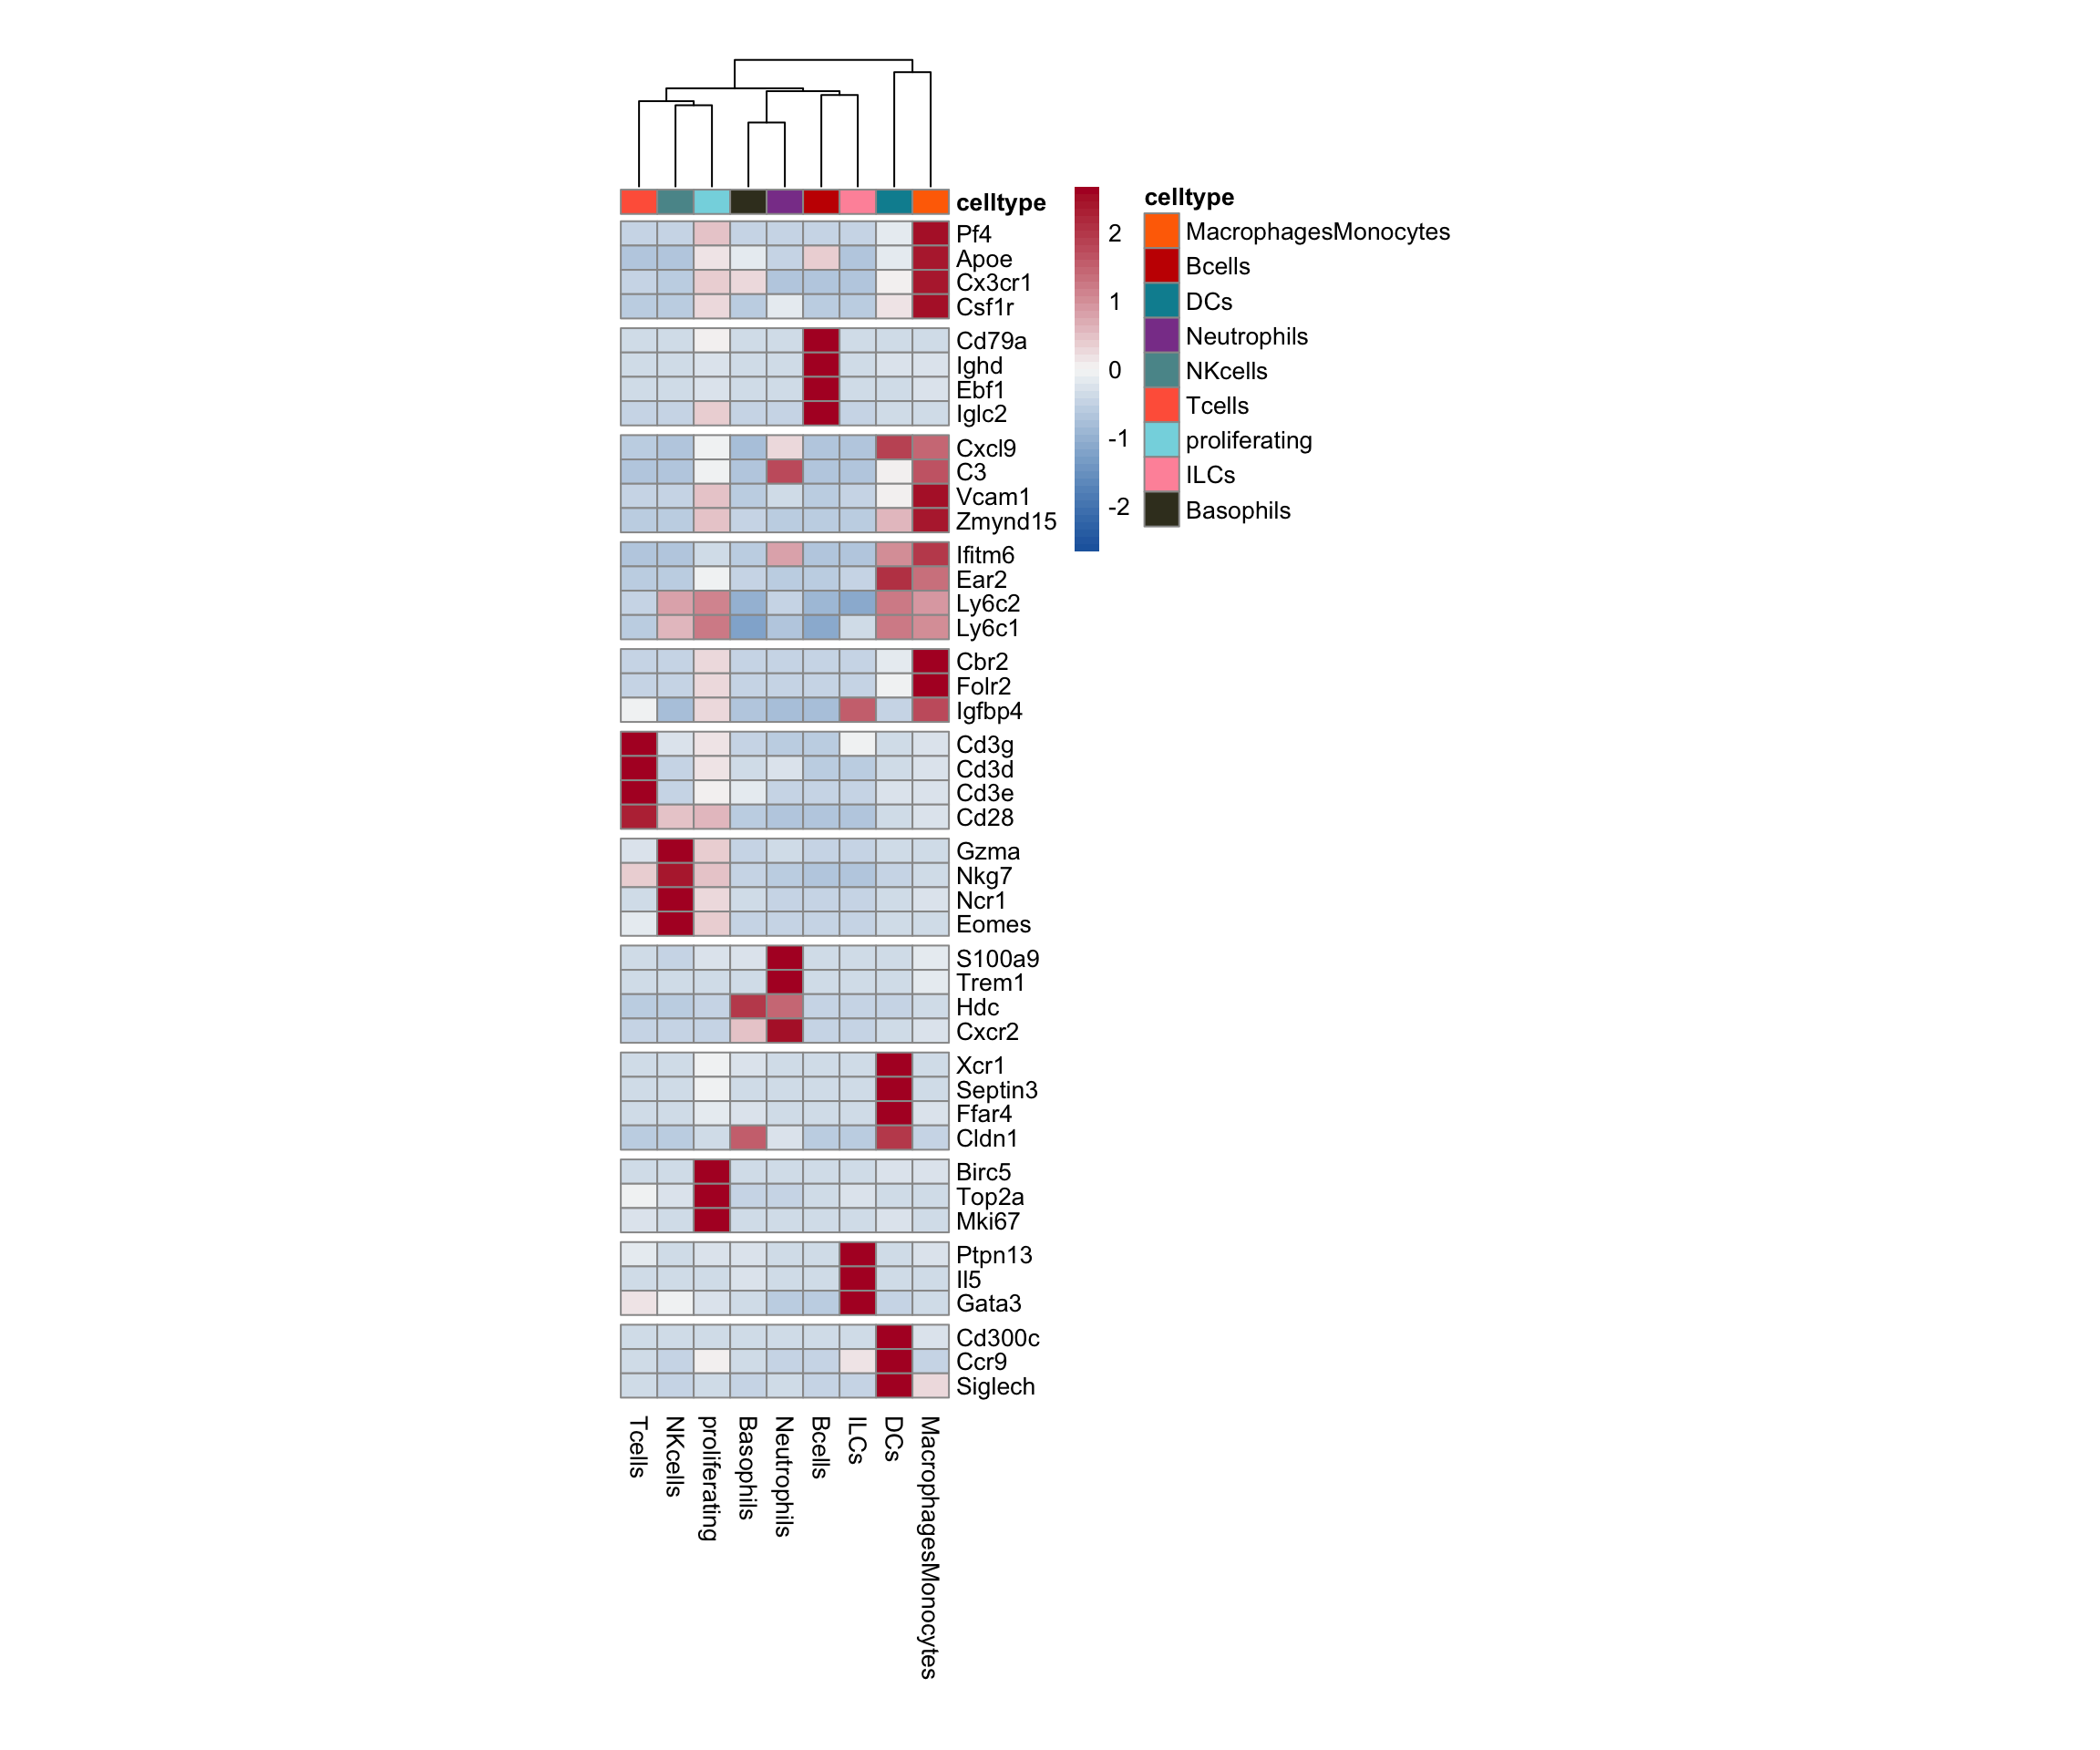 celltype
Pf4
Apoe
Cx3cr1
Csf1r
Cd79a
Ighd
Ebf1
Iglc2
Cxcl9
C3
Vcam1
Zmynd15
Ifitm6
Ear2
Ly6c2
Ly6c1
Cbr2
Folr2
Igfbp4
Cd3g
Cd3d
Cd3e
Cd28
Gzma
Nkg7
Ncr1
Eomes
S100a9
Trem1
Hdc
Cxcr2
Xcr1
Septin3
Ffar4
Cldn1
Birc5
Top2a
Mki67
Ptpn13
Il5
Gata3
Cd300c
Ccr9
Siglech
Tcells
NKcells
proliferating
Basophils
Neutrophils
Bcells
ILCs
DCs
MacrophagesMonocytes
2
1
0
-1
-2
celltype
MacrophagesMonocytes
Bcells
DCs
Neutrophils
NKcells
Tcells
proliferating
ILCs
Basophils